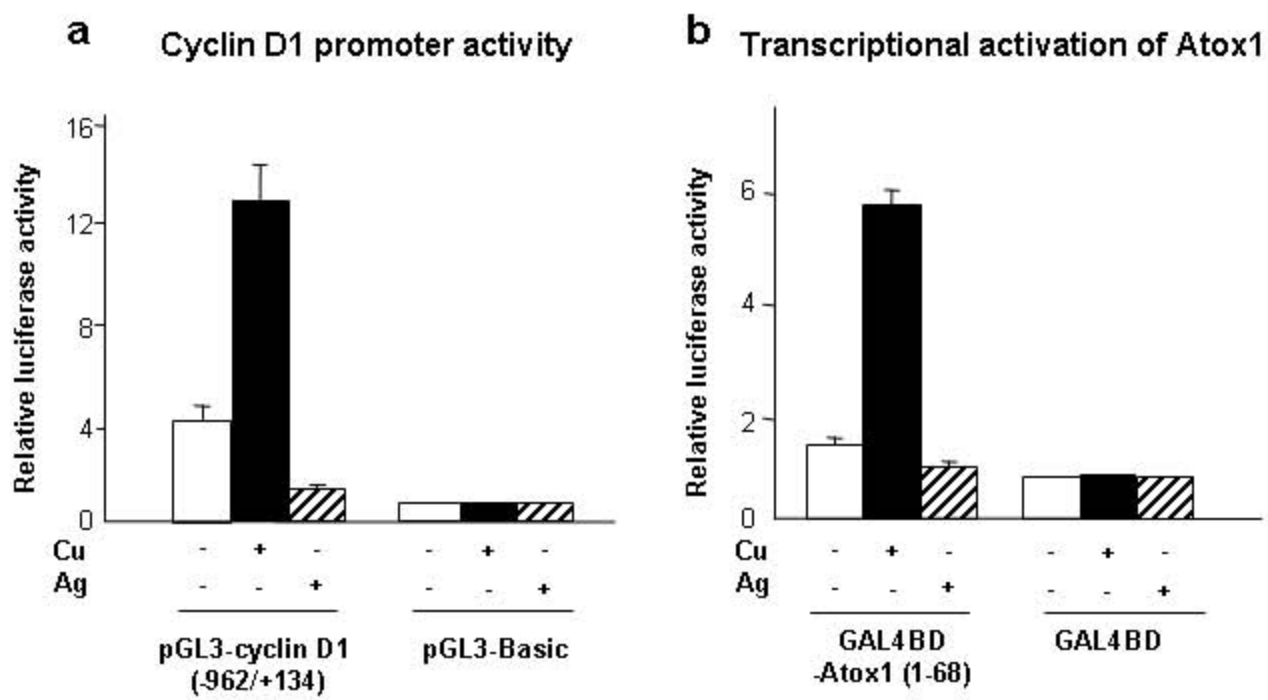 a
Cyclin D1 promoter activity
Relative luciferase activity
16
12
8
4
0
Cu - + - - + -
Ag - - + - - +
pGL3-cyclin D1
(-962/+134)
pGL3-Basic
b
Transcriptional activation of Atox1
Relative luciferase activity
6
4
2
0
Cu - + - - + -
Ag - - + - - +
GAL4BD
-Atox1 (1-68)
GAL4BD